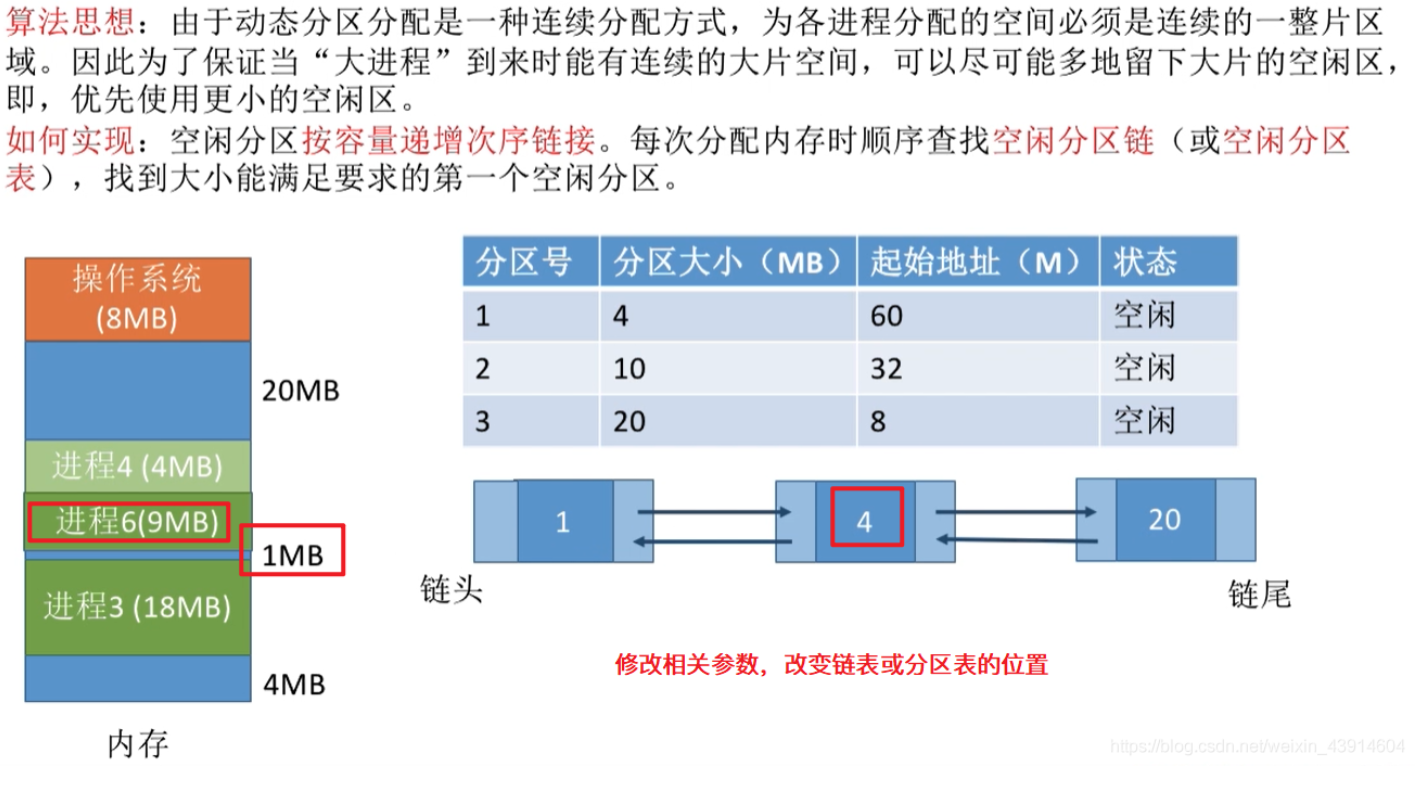 算法思想：由于动态分区分配是一种连续分配方式，为各进程分配的空间必须是连续的一整片区
域。因此为了保证当“大进程”到来时能有连续的大片空间，可以尽可能多地留下大片的空闲区，
即，优先使用更小的空闲区。
如何实现：空闲分区按容量递增次序链接。每次分配内存时顺序查找空闲分区链（或空闲分区
表），找到大小能满足要求的第一个空闲分区。
操作系统
(8MB)
20MB
进程4 (4MB)
进程6(9MB)
1MB
进程3 (18MB)
4MB
内存
分区号 分区大小（MB） 起始地址（M） 状态
1 4 60 空闲
2 10 32 空闲
3 20 8 空闲
1 4 20
链头 链尾
修改相关参数，改变链表或分区表的位置
https://blog.csdn.net/weixin_43914604